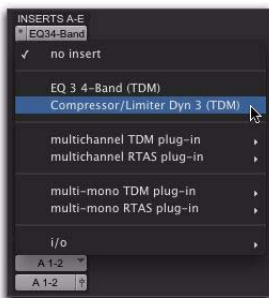 INSERTS A-E
EQ34-Band
✓ no insert
EQ 3 4-Band (TDM)
Compressor/Limiter Dyn 3 (TDM)
multichannel TDM plug-in
multichannel RTAS plug-in
multi-mono TDM plug-in
multi-mono RTAS plug-in
i/o
A 1-2
A 1-2